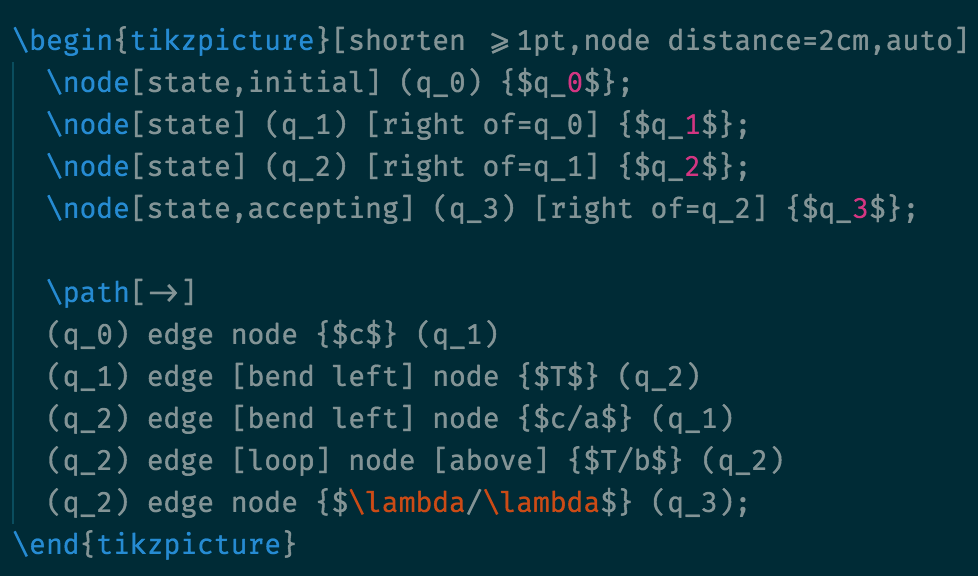 \begin{tikzpicture}[shorten >=1pt,node distance=2cm,auto]
\node[state,initial] (q_0) {$q_0$};
\node[state] (q_1) [right of=q_0] {$q_1$};
\node[state] (q_2) [right of=q_1] {$q_2$};
\node[state,accepting] (q_3) [right of=q_2] {$q_3$};
\path[->]
(q_0) edge node {$c$} (q_1)
(q_1) edge [bend left] node {$T$} (q_2)
(q_2) edge [bend left] node {$c/a$} (q_1)
(q_2) edge [loop] node [above] {$T/b$} (q_2)
(q_2) edge node {$\lambda/\lambda$} (q_3);
\end{tikzpicture}